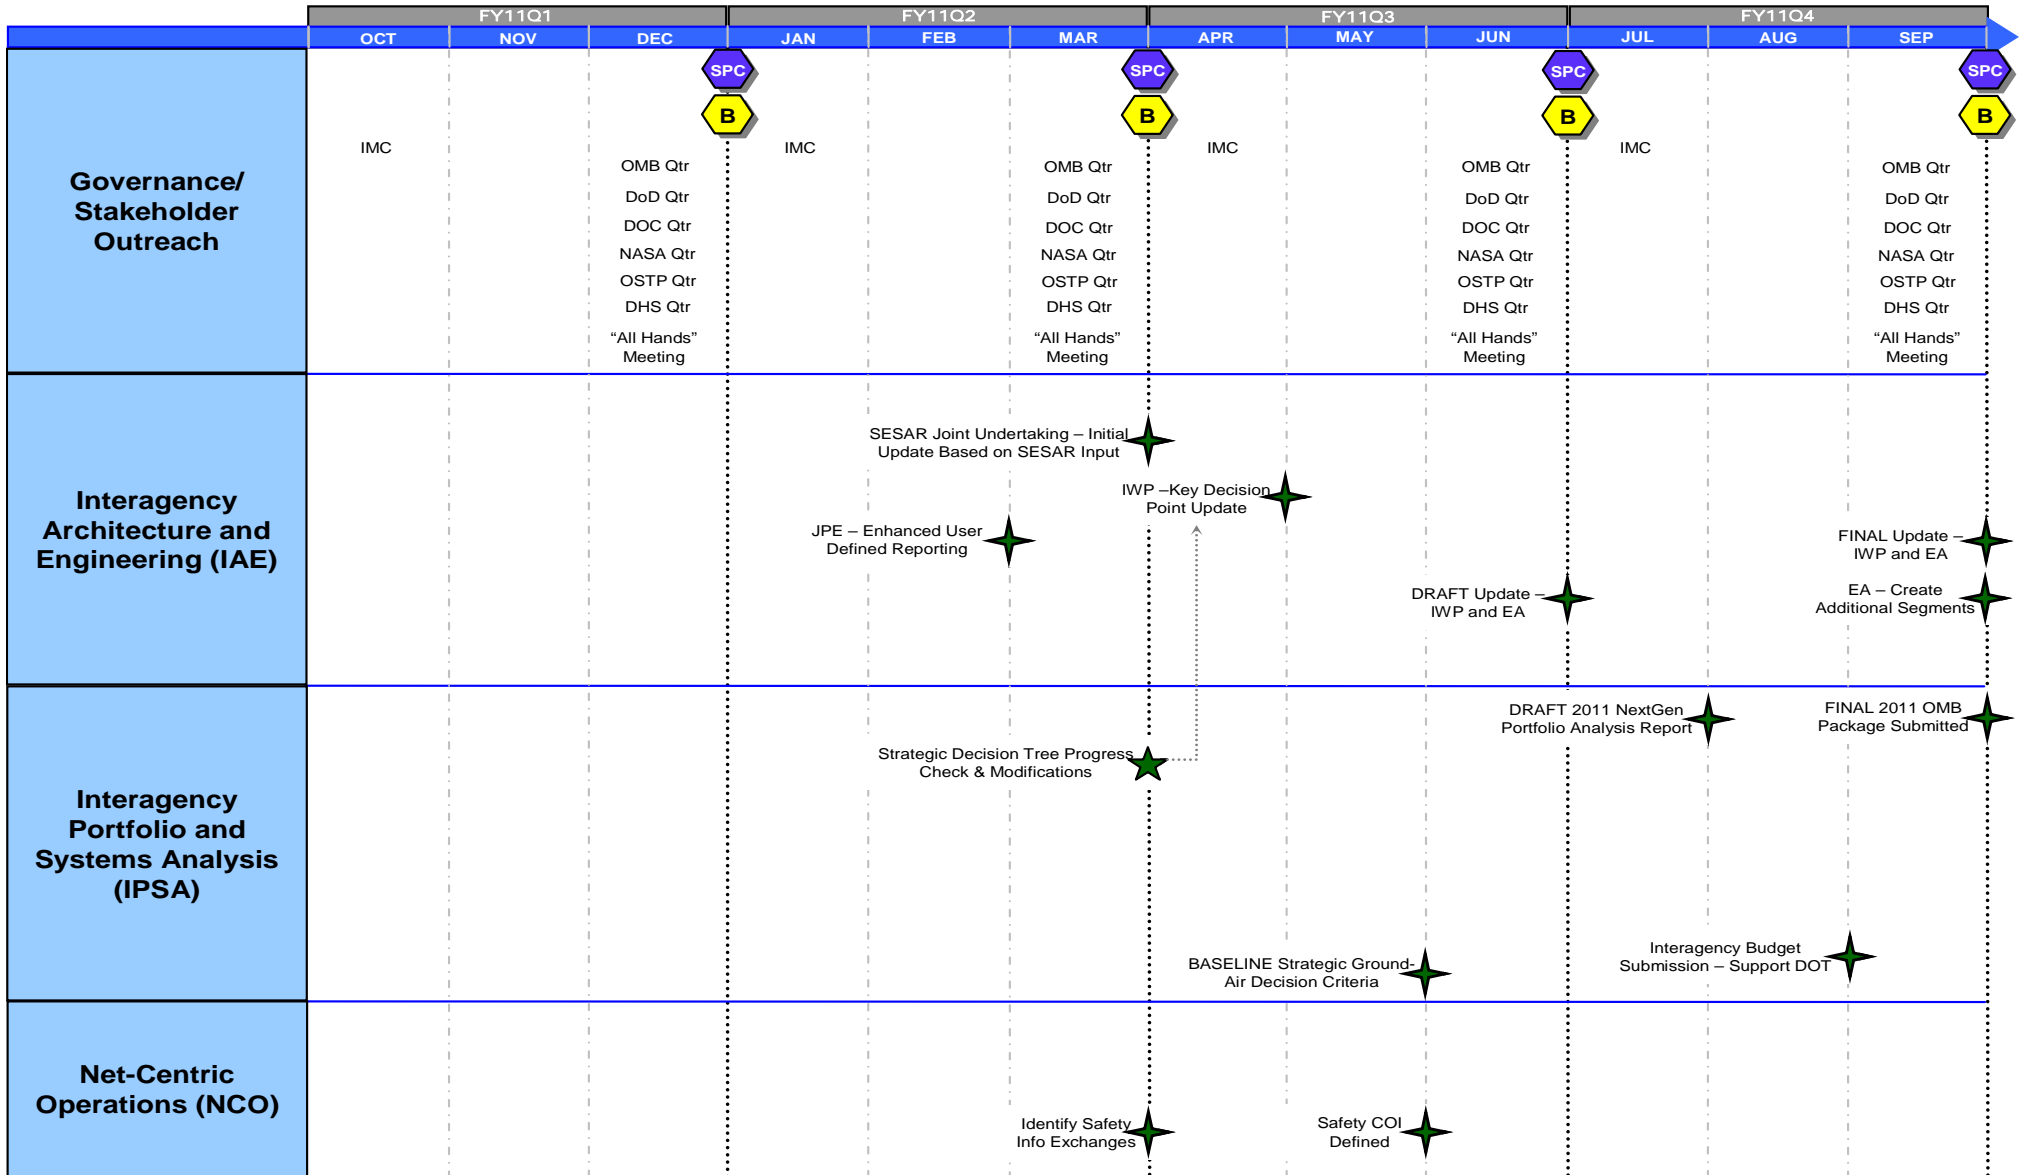 FY11Q1 FY11Q2 FY11Q3 FY11Q4
OCT NOV DEC JAN FEB MAR APR MAY JUN JUL AUG SEP
SPC SPC SPC SPC
B B B B
Governance/
Stakeholder
Outreach
IMC IMC IMC IMC
OMB Qtr OMB Qtr OMB Qtr OMB Qtr
DoD Qtr DoD Qtr DoD Qtr DoD Qtr
DOC Qtr DOC Qtr DOC Qtr DOC Qtr
NASA Qtr NASA Qtr NASA Qtr NASA Qtr
OSTP Qtr OSTP Qtr OSTP Qtr OSTP Qtr
DHS Qtr DHS Qtr DHS Qtr DHS Qtr
“All Hands” “All Hands” “All Hands” “All Hands”
Meeting Meeting Meeting Meeting
Interagency
Architecture and
Engineering (IAE)
SESAR Joint Undertaking – Initial
Update Based on SESAR Input
IWP –Key Decision
Point Update
JPE – Enhanced User
Defined Reporting
FINAL Update –
IWP and EA
DRAFT Update –
IWP and EA
EA – Create
Additional Segments
Interagency
Portfolio and
Systems Analysis
(IPSA)
DRAFT 2011 NextGen
Portfolio Analysis Report
FINAL 2011 OMB
Package Submitted
Strategic Decision Tree Progress
Check & Modifications
BASELINE Strategic Ground-
Air Decision Criteria
Interagency Budget
Submission – Support DOT
Net-Centric
Operations (NCO)
Identify Safety
Info Exchanges
Safety COI
Defined